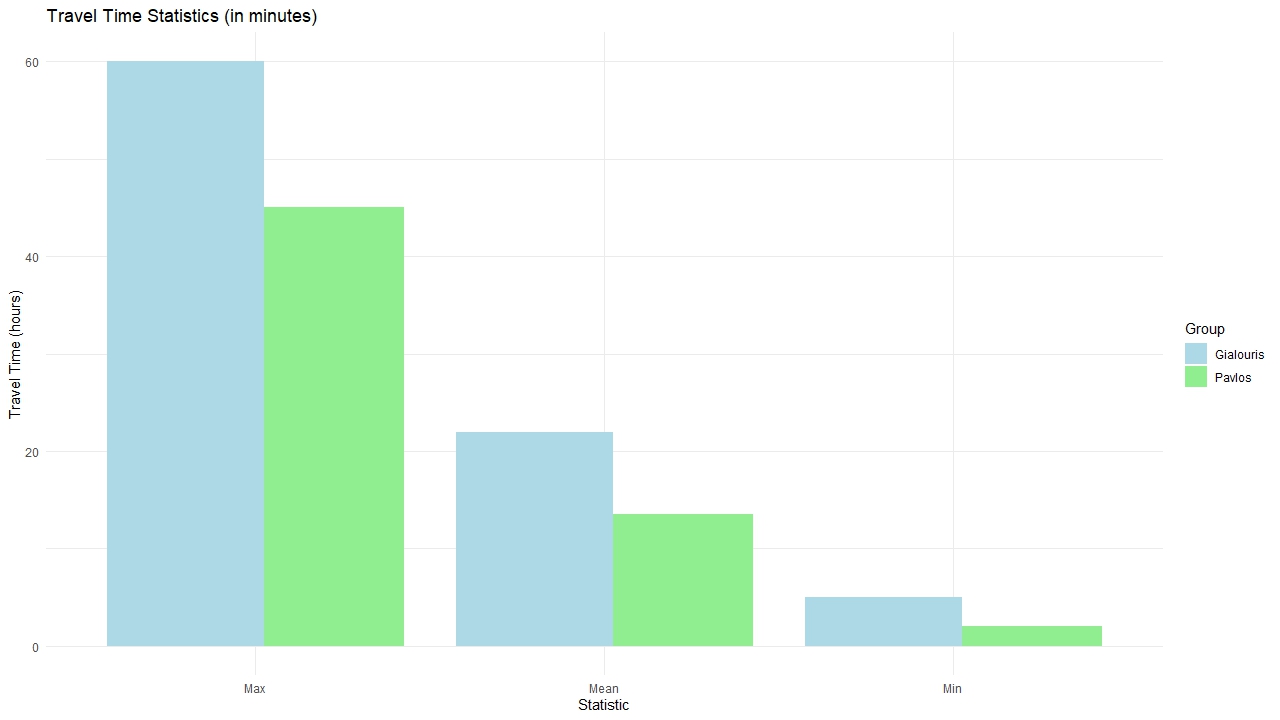 Travel Time Statistics (in minutes)
Travel Time (hours)
60
40
20
0
Max
Mean
Min
Statistic
Group
Gialouris
Pavlos